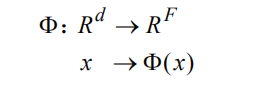 Φ: R^d → R^F
x → Φ(x)